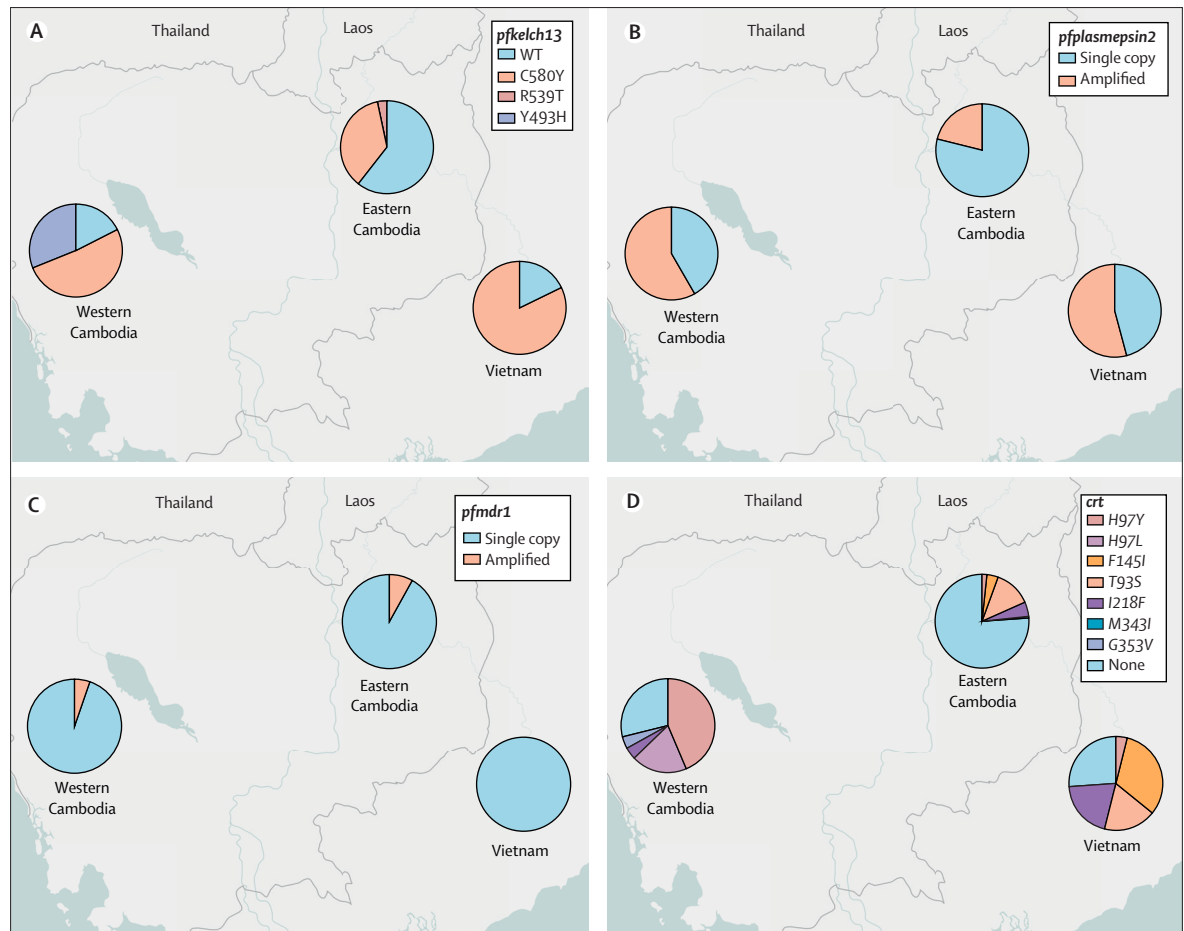 A
Thailand
Laos
pfkelch13
WT
C580Y
R539T
Y493H
Eastern
Cambodia
Western
Cambodia
Vietnam
B
Thailand
Laos
pfplasmepsin2
Single copy
Amplified
Eastern
Cambodia
Western
Cambodia
Vietnam
C
Thailand
Laos
pfmdr1
Single copy
Amplified
Eastern
Cambodia
Western
Cambodia
Vietnam
D
Thailand
Laos
crt
H97Y
H97L
F145I
T93S
I218F
M343I
G353V
None
Eastern
Cambodia
Western
Cambodia
Vietnam